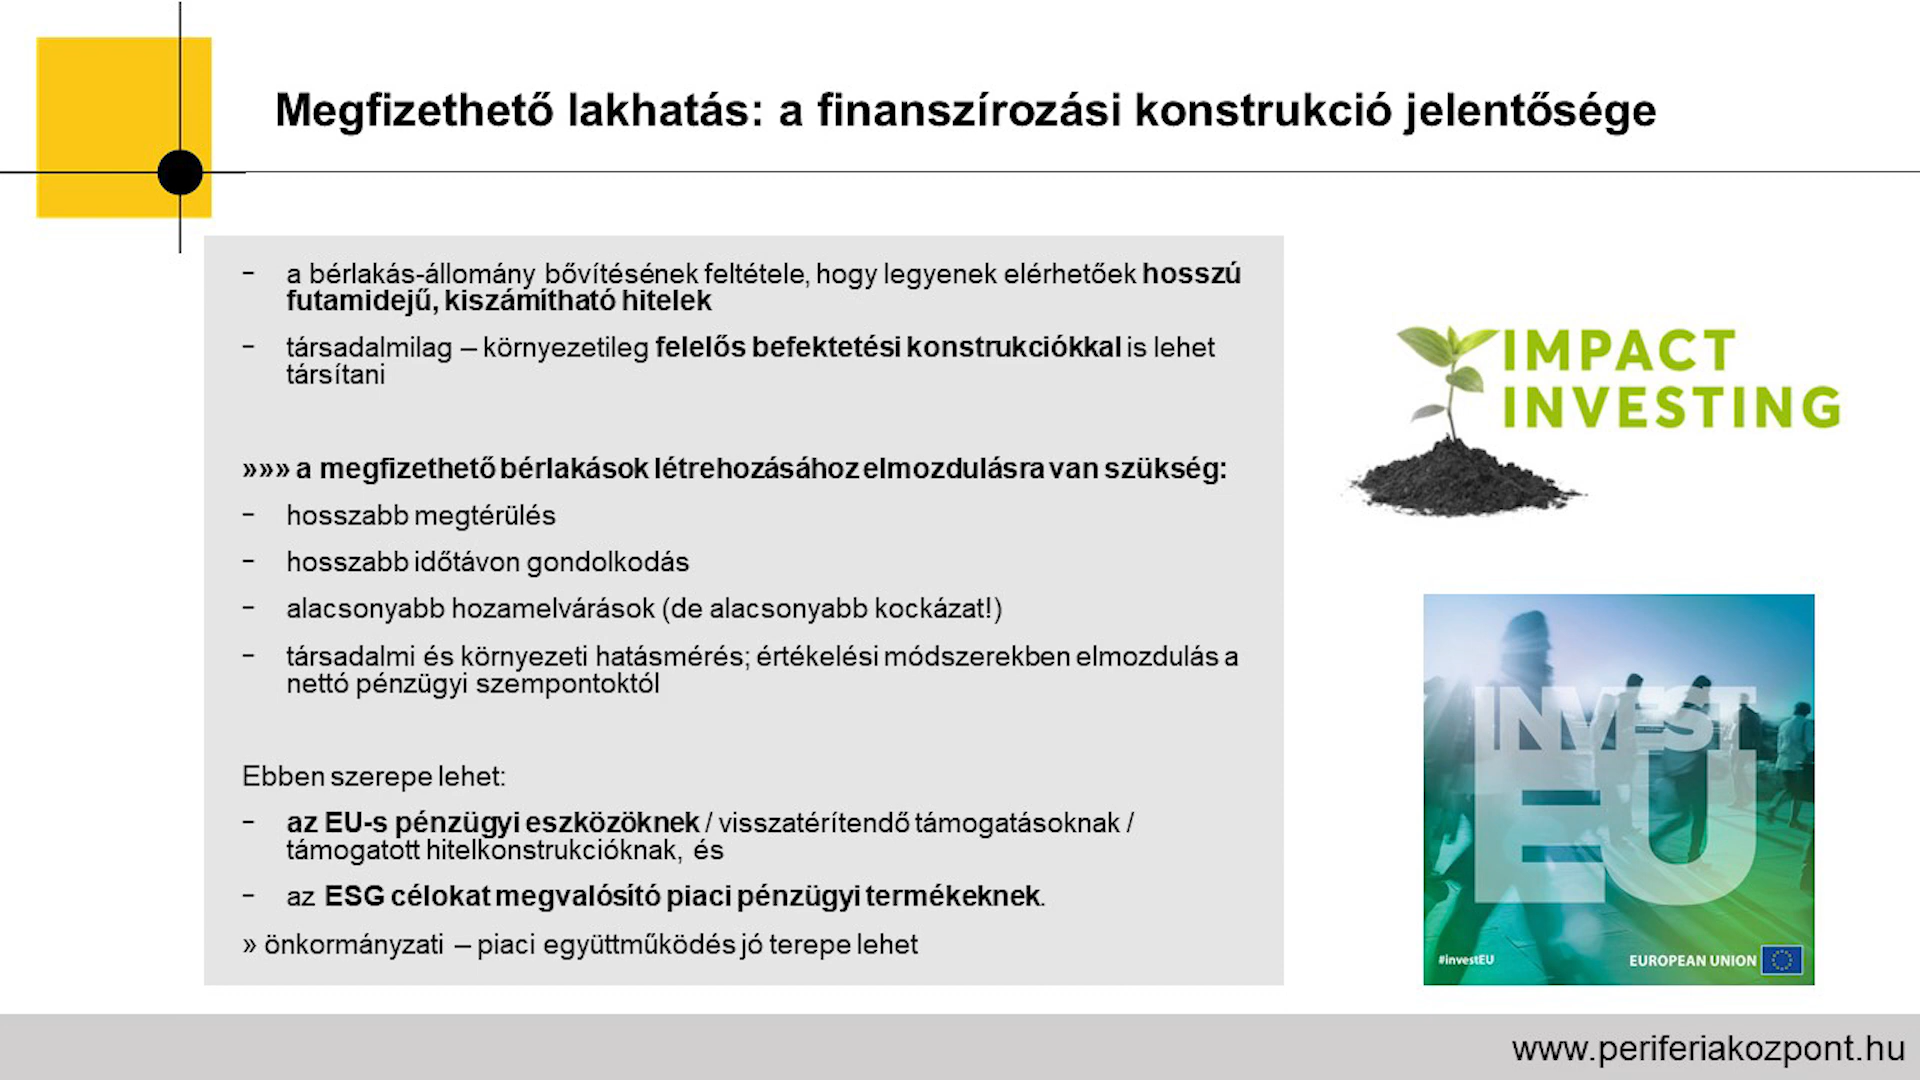 Megfizethető lakhatás: a finanszírozási konstrukció jelentősége
− a bérlakás-állomány bővítésének feltétele, hogy legyenek elérhetőek hosszú
futamidejű, kiszámítható hitelek
− társadalmilag – környezetileg felelős befektetési konstrukciókkal is lehet
társítani
»»» a megfizethető bérlakások létrehozásához elmozdulásra van szükség:
− hosszabb megtérülés
− hosszabb időtávon gondolkodás
− alacsonyabb hozamelvárások (de alacsonyabb kockázat!)
− társadalmi és környezeti hatásmérés; értékelési módszerekben elmozdulás a
nettó pénzügyi szempontoktól
Ebben szerepe lehet:
− az EU-s pénzügyi eszközöknek / visszatérítendő támogatásoknak /
támogatott hitelkonstrukcióknak, és
− az ESG célokat megvalósító piaci pénzügyi termékeknek.
» önkormányzati – piaci együttműködés jó terepe lehet
IMPACT
INVESTING
INVEST
EU
#investEU
EUROPEAN UNION
www.periferiakozpont.hu